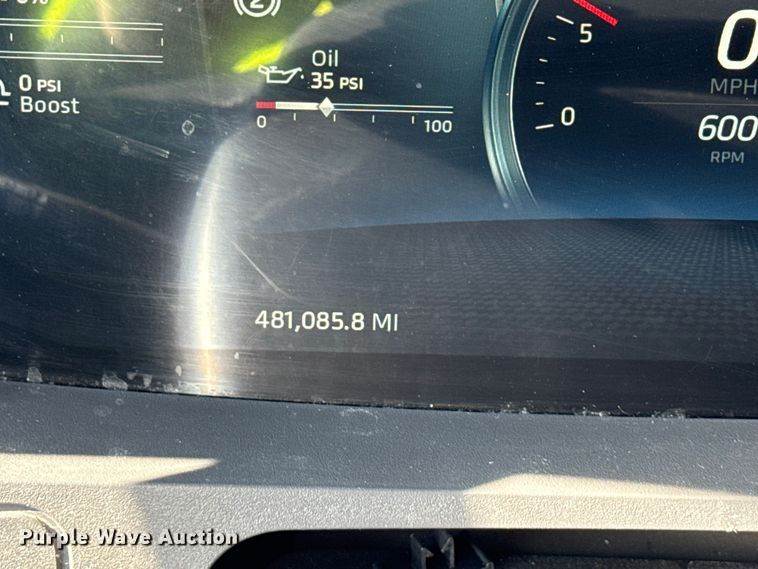 0 PSI
Boost
Oil
35 PSI
0
100
5
0
MPH
600
RPM
481,085.8 MI
Purple Wave Auction